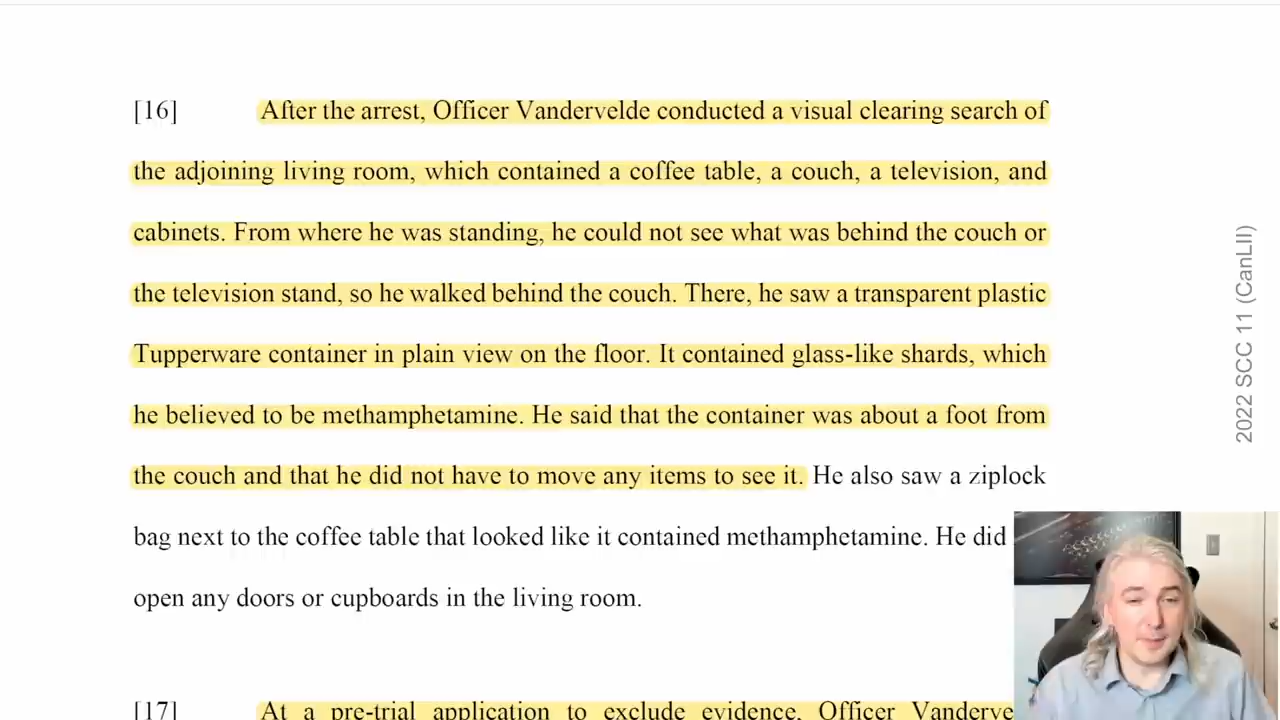 [16] After the arrest, Officer Vandervelde conducted a visual clearing search of
the adjoining living room, which contained a coffee table, a couch, a television, and
cabinets. From where he was standing, he could not see what was behind the couch or
the television stand, so he walked behind the couch. There, he saw a transparent plastic
Tupperware container in plain view on the floor. It contained glass-like shards, which
he believed to be methamphetamine. He said that the container was about a foot from
the couch and that he did not have to move any items to see it. He also saw a ziplock
bag next to the coffee table that looked like it contained methamphetamine. He did
open any doors or cupboards in the living room.
[17] At a pre-trial application to exclude evidence, Officer
2022 SCC 11 (CanLII)